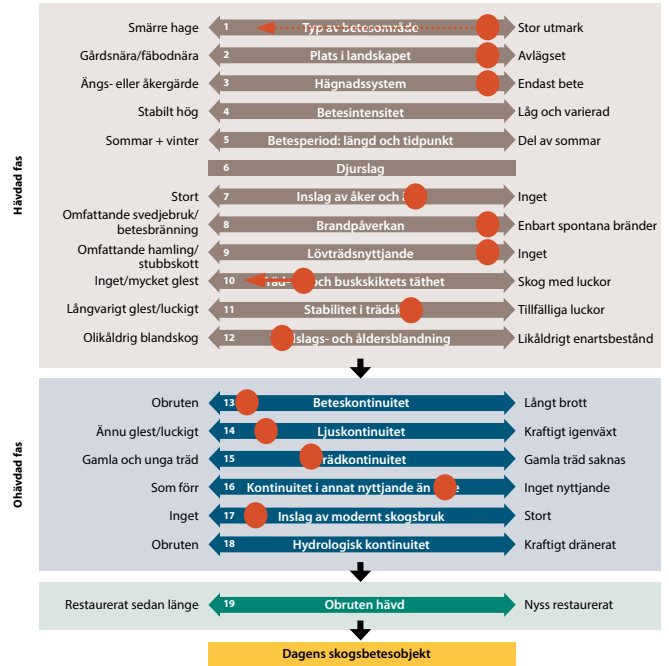 Smärre hage 1 Typ av betesområde Stor utmark
Gårdsnära/fäbodnära 2 Plats i landskapet Avlägset
Ängs- eller åkergärde 3 Hägnadssystem Endast bete
Stabilt hög 4 Betesintensitet Låg och varierad
Sommar + vinter 5 Betesperiod: längd och tidpunkt Del av sommar
6 Djurslag
Stort 7 Inslag av åker och Inget
Omfattande svedjebruk/
betesbränning 8 Brandpåverkan Enbart spontana bränder
Omfattande hamling/
stubbskott 9 Lövträdsnyttjande Inget
Inget/mycket glest 10 och buskskiktets täthet Skog med luckor
Långvarigt glest/luckigt 11 Stabilitet i Tillfälliga luckor
Olikåldrig blandskog 12 och åldersblandning Likåldrigt enartsbestånd
Hävdad fas
Obruten 13 Beteskontinuitet Långt brott
Ännu glest/luckigt 14 Ljuskontinuitet Kraftigt igenväxt
Gamla och unga träd 15 rädkontinuitet Gamla träd saknas
Som förr 16 Kontinuitet i annat nyttjande än Inget nyttjande
Inget 17 Inslag av modernt skogsbruk Stort
Obruten 18 Hydrologisk kontinuitet Kraftigt dränerat
Ohävdad fas
Restaurerat sedan länge 19 Obruten hävd Nyss restaurerat
Dagens skogsbetesobjekt